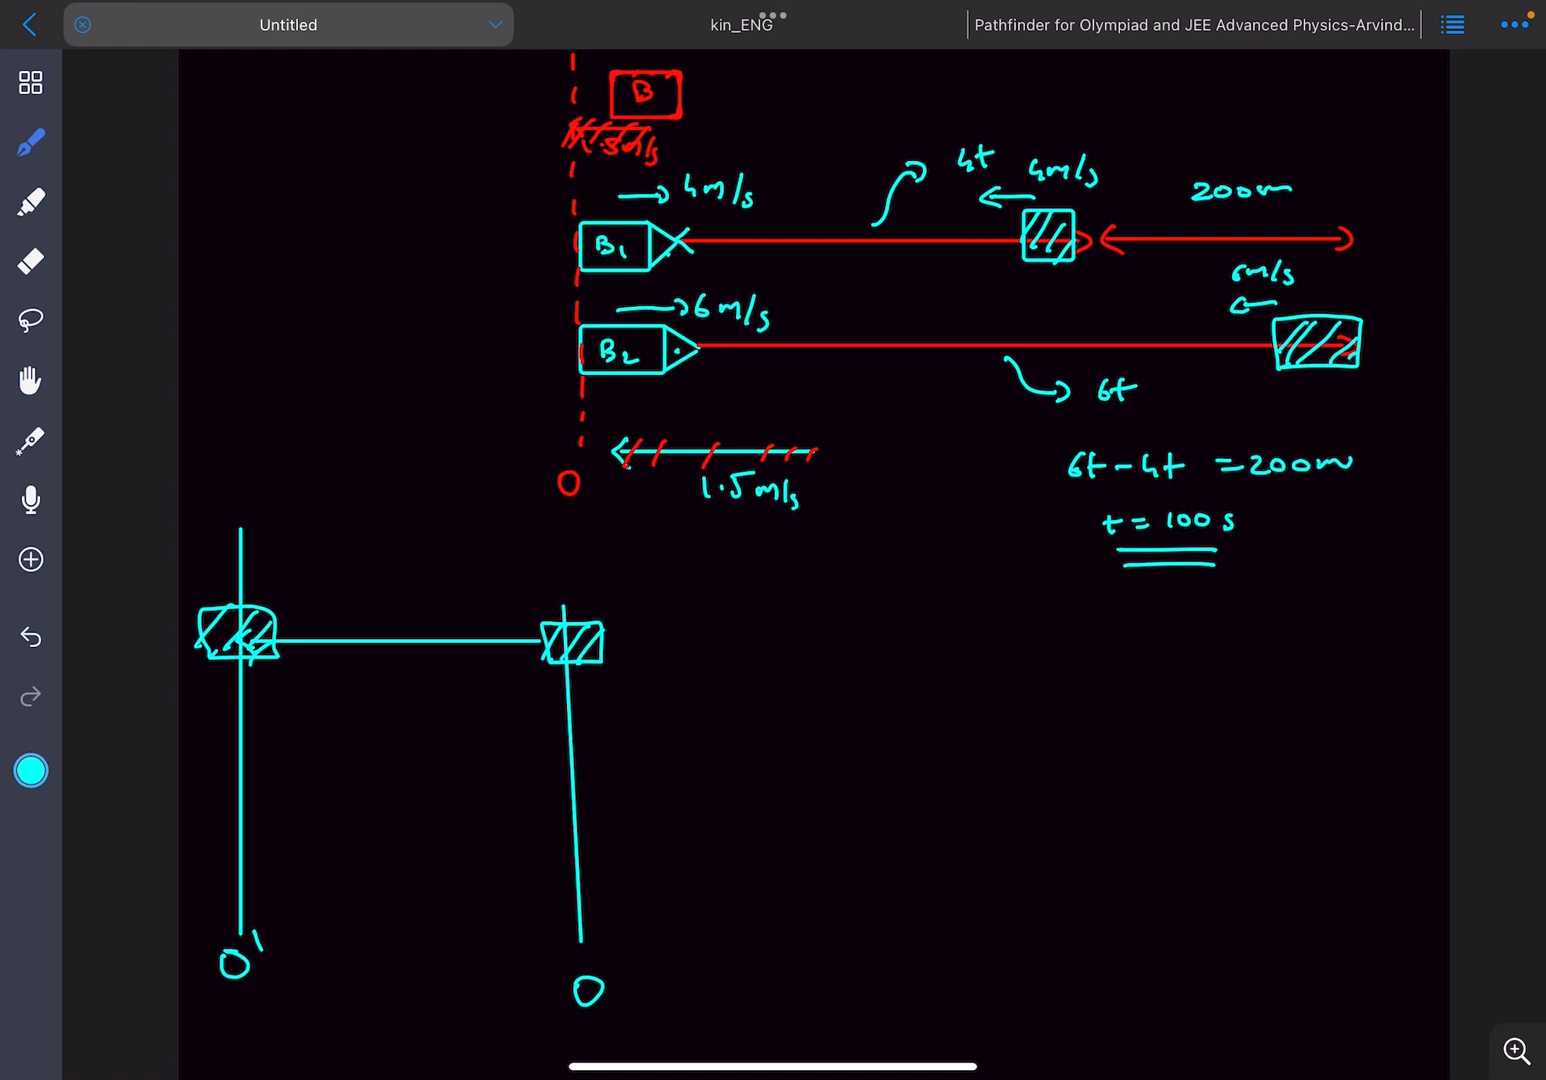 Untitled
kin_ENG
Pathfinder for Olympiad and JEE Advanced Physics-Arvind...
B
4m/s
4t
4m/s
200m
B1
6m/s
6m/s
B2
6t
1.5m/s
O
6t - 4t = 200m
t = 100 s
O'
O